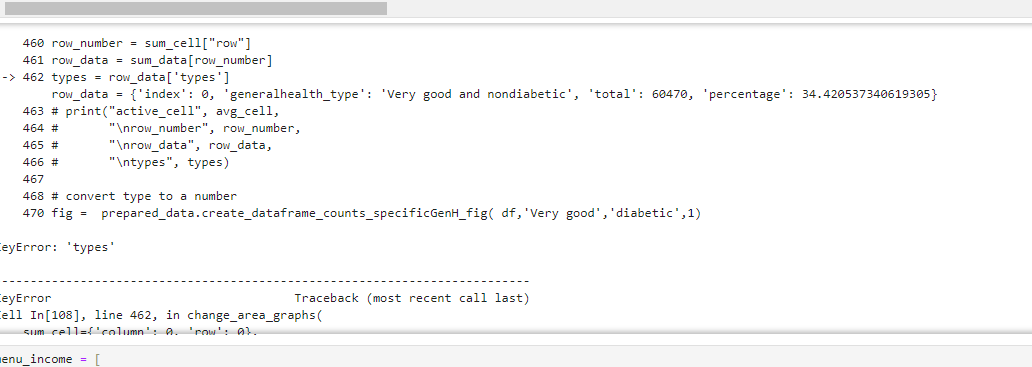 460 row_number = sum_cell["row"]
461 row_data = sum_data[row_number]
-> 462 types = row_data['types']
row_data = {'index': 0, 'generalhealth_type': 'Very good and nondiabetic', 'total': 60470, 'percentage': 34.420537340619305}
463 # print("active_cell", avg_cell,
464 #       "\nrow_number", row_number,
465 #       "\nrow_data", row_data,
466 #       "\ntypes", types)
467
468 # convert type to a number
470 fig =  prepared_data.create_dataframe_counts_specificGenH_fig( df,'Very good','diabetic',1)
eyError: 'types'
---------------------------------------------------------------------------
eyError                                  Traceback (most recent call last)
ell In[108], line 462, in change_area_graphs(
sum_cell={'column': 0, 'row': 0},
enu_income = [